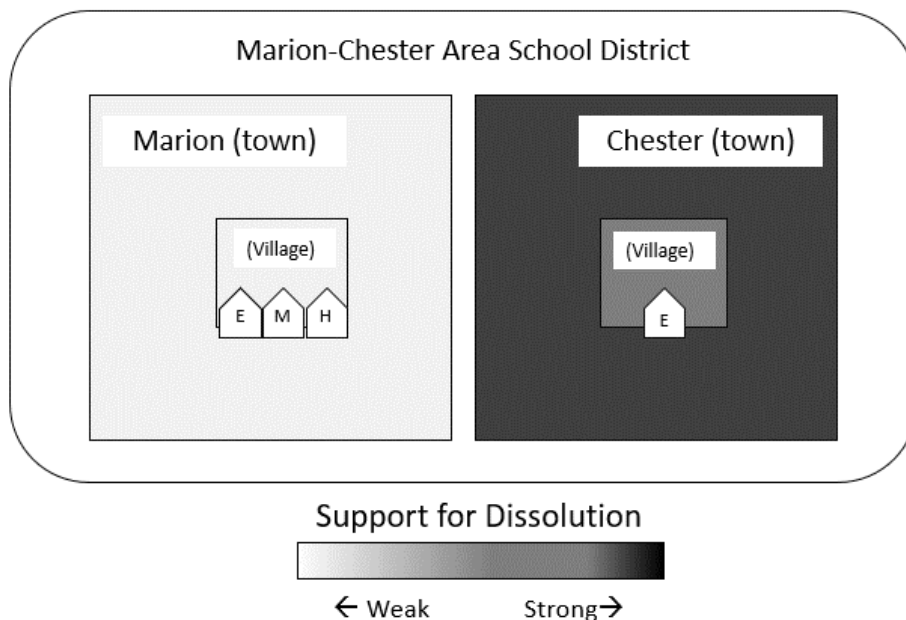 Marion-Chester Area School District
Marion (town)
Chester (town)
(Village)
(Village)
E
M
H
E
Support for Dissolution
← Weak
Strong→